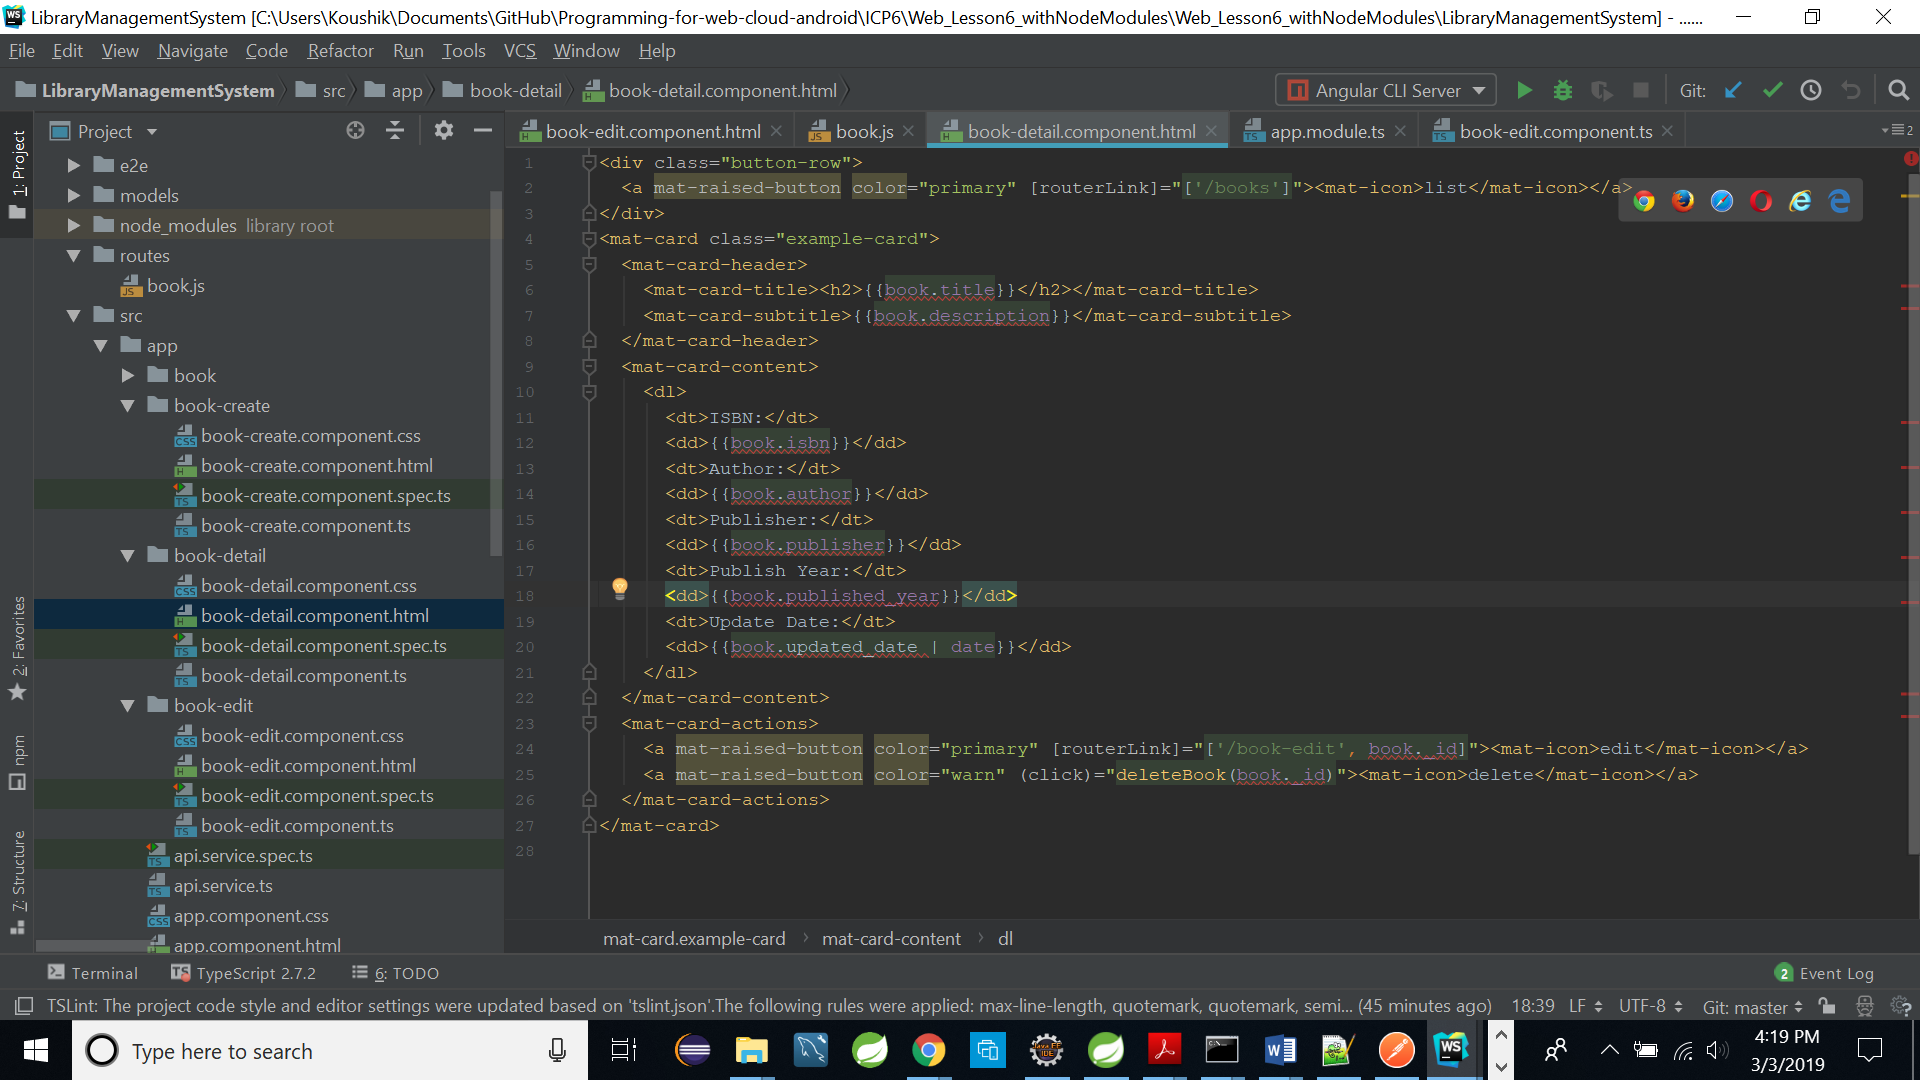 LibraryManagementSystem [C:\Users\Koushik\Documents\GitHub\Programming-for-web-cloud-android\ICP6\Web_Lesson6_withNodeModules\Web_Lesson6_withNodeModules\LibraryManagementSystem] - ......
File Edit View Navigate Code Refactor Run Tools VCS Window Help
LibraryManagementSystem src app book-detail book-detail.component.html Angular CLI Server Git:
Project
book-edit.component.html book.js book-detail.component.html app.module.ts book-edit.component.ts 2
1: Project
2: Favorites
npm
7: Structure
e2e
models
node_modules library root
routes
book.js
src
app
book
book-create
book-create.component.css
book-create.component.html
book-create.component.spec.ts
book-create.component.ts
book-detail
book-detail.component.css
book-detail.component.html
book-detail.component.spec.ts
book-detail.component.ts
book-edit
book-edit.component.css
book-edit.component.html
book-edit.component.spec.ts
book-edit.component.ts
api.service.spec.ts
api.service.ts
app.component.css
app.component.html
1 <div class="button-row">
2 <a mat-raised-button color="primary" [routerLink]="['/books']"><mat-icon>list</mat-icon></a>
3 </div>
4 <mat-card class="example-card">
5 <mat-card-header>
6 <mat-card-title><h2>{{book.title}}</h2></mat-card-title>
7 <mat-card-subtitle>{{book.description}}</mat-card-subtitle>
8 </mat-card-header>
9 <mat-card-content>
10 <dl>
11 <dt>ISBN:</dt>
12 <dd>{{book.isbn}}</dd>
13 <dt>Author:</dt>
14 <dd>{{book.author}}</dd>
15 <dt>Publisher:</dt>
16 <dd>{{book.publisher}}</dd>
17 <dt>Publish Year:</dt>
18 <dd>{{book.published_year}}</dd>
19 <dt>Update Date:</dt>
20 <dd>{{book.updated_date | date}}</dd>
21 </dl>
22 </mat-card-content>
23 <mat-card-actions>
24 <a mat-raised-button color="primary" [routerLink]="['/book-edit', book._id]"><mat-icon>edit</mat-icon></a>
25 <a mat-raised-button color="warn" (click)="deleteBook(book._id)"><mat-icon>delete</mat-icon></a>
26 </mat-card-actions>
27 </mat-card>
28
mat-card.example-card mat-card-content dl
Terminal TypeScript 2.7.2 6: TODO 2 Event Log
TSLint: The project code style and editor settings were updated based on 'tslint.json'.The following rules were applied: max-line-length, quotemark, quotemark, semi... (45 minutes ago) 18:39 LF UTF-8 Git: master
Type here to search
4:19 PM
3/3/2019